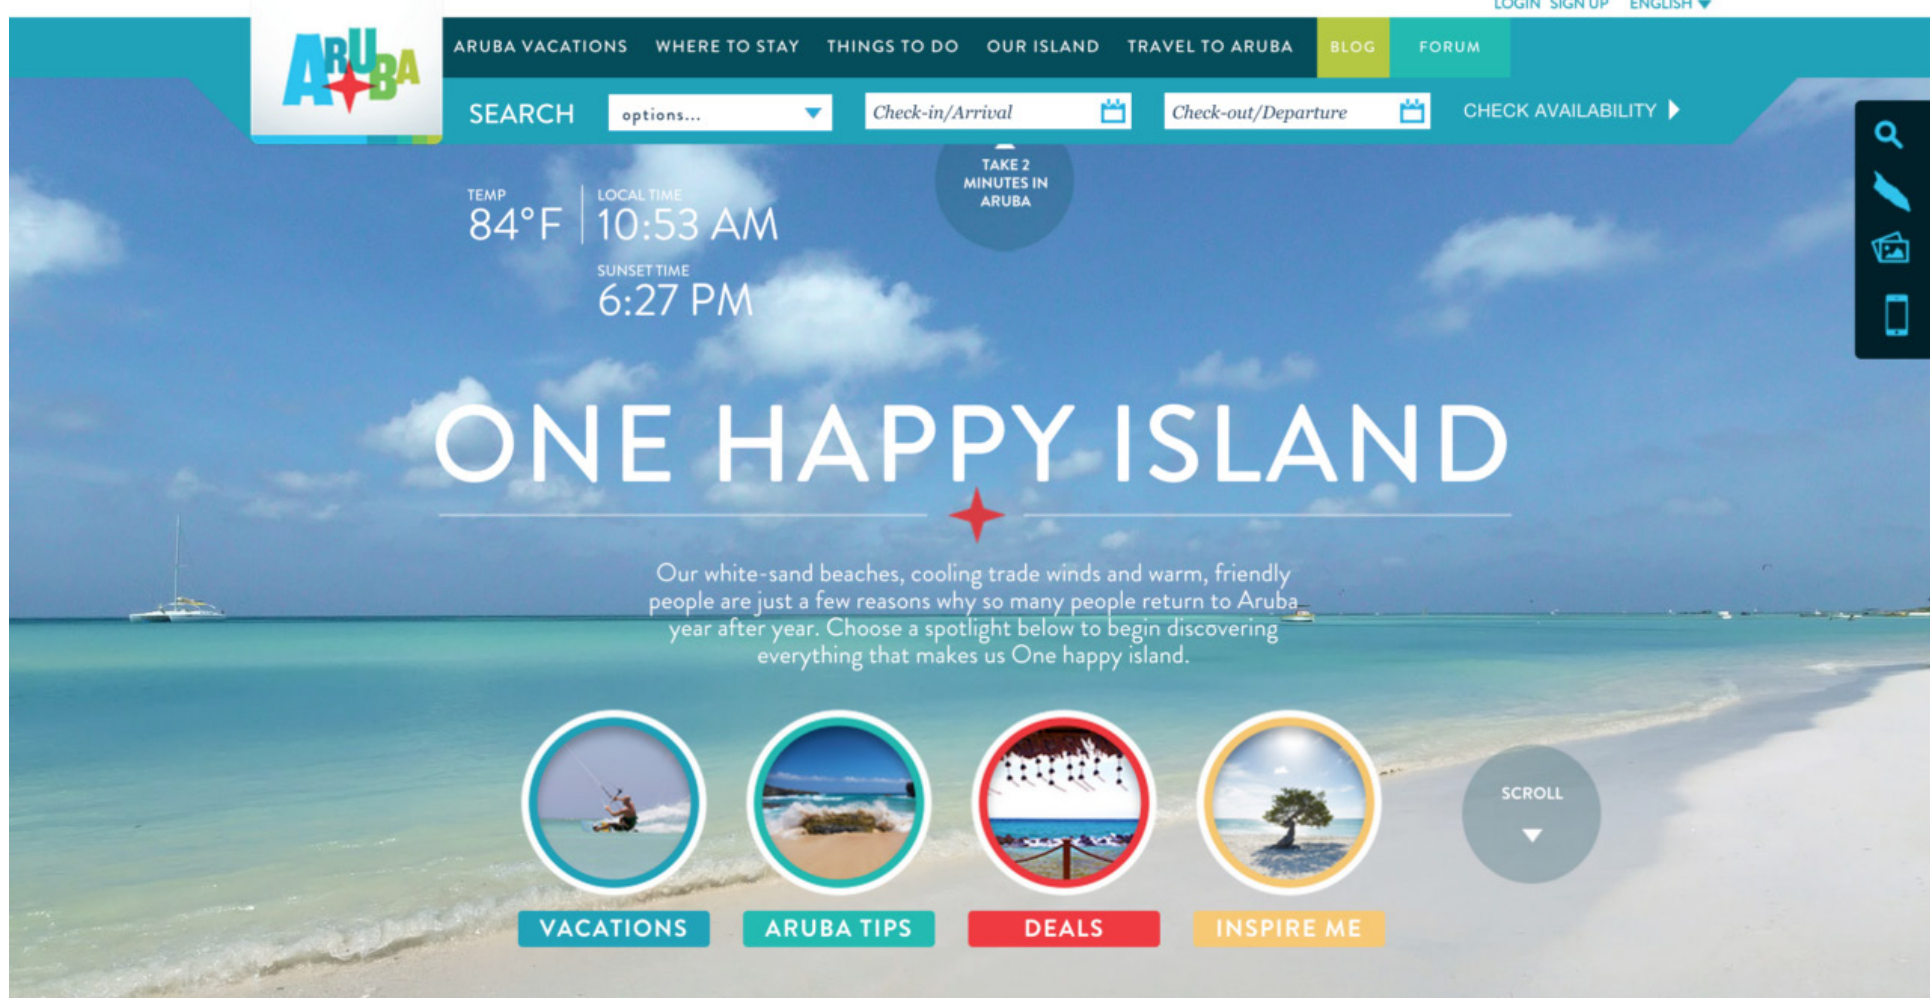 LOGIN SIGN UP ENGLISH
ARUBA
ARUBA VACATIONS WHERE TO STAY THINGS TO DO OUR ISLAND TRAVEL TO ARUBA BLOG FORUM
SEARCH options... Check-in/Arrival Check-out/Departure CHECK AVAILABILITY
TAKE 2
MINUTES IN
ARUBA
TEMP LOCAL TIME
84°F 10:53 AM
SUNSET TIME
6:27 PM
ONE HAPPY ISLAND
Our white-sand beaches, cooling trade winds and warm, friendly
people are just a few reasons why so many people return to Aruba
year after year. Choose a spotlight below to begin discovering
everything that makes us One happy island.
SCROLL
VACATIONS ARUBA TIPS DEALS INSPIRE ME